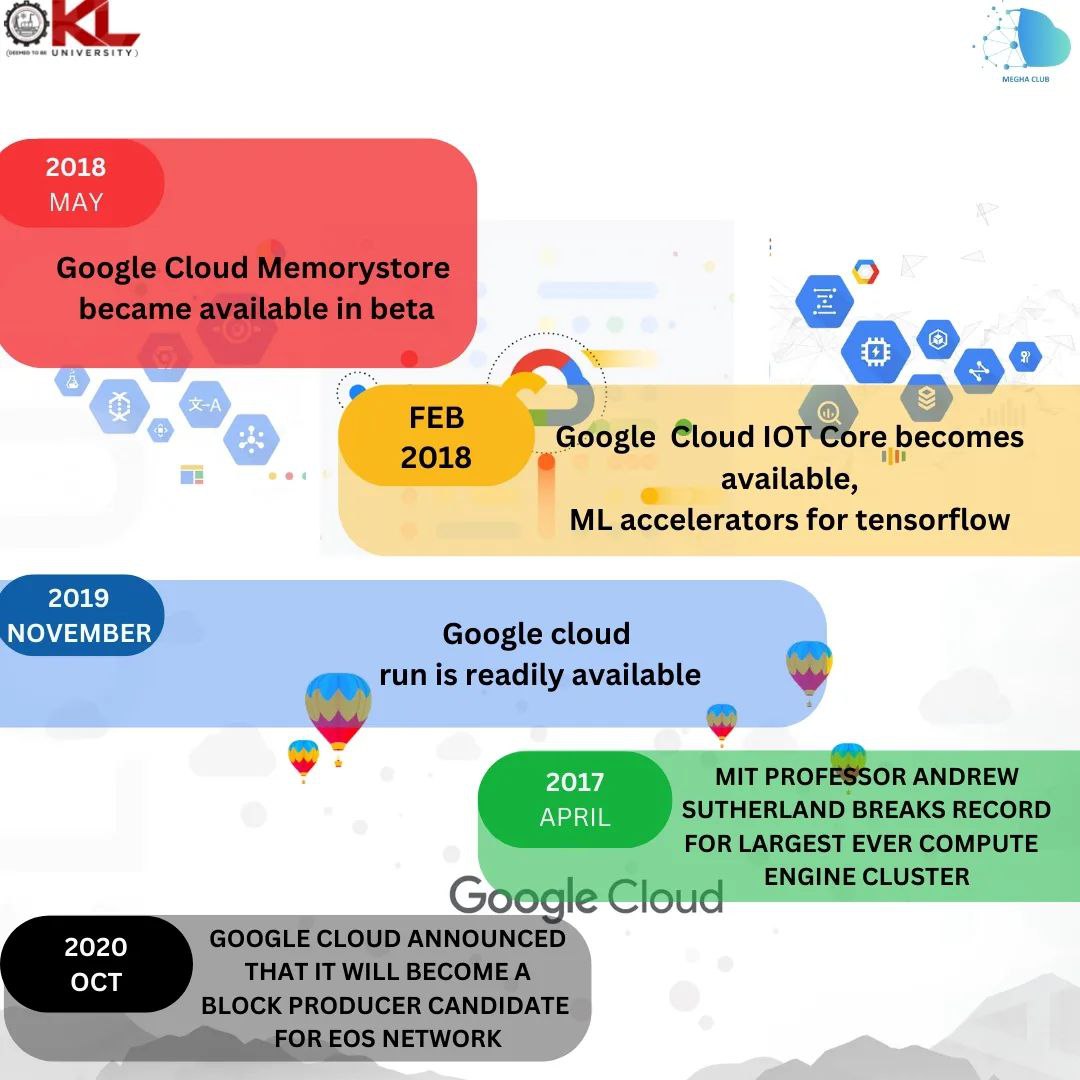 KL
(DEEMED TO BE UNIVERSITY)
MEGHA CLUB
2018
MAY
Google Cloud Memorystore
became available in beta
文-A
FEB
2018
Google Cloud IOT Core becomes
available,
ML accelerators for tensorflow
2019
NOVEMBER
Google cloud
run is readily available
2017
APRIL
MIT PROFESSOR ANDREW
SUTHERLAND BREAKS RECORD
FOR LARGEST EVER COMPUTE
ENGINE CLUSTER
Google Cloud
2020
OCT
GOOGLE CLOUD ANNOUNCED
THAT IT WILL BECOME A
BLOCK PRODUCER CANDIDATE
FOR EOS NETWORK